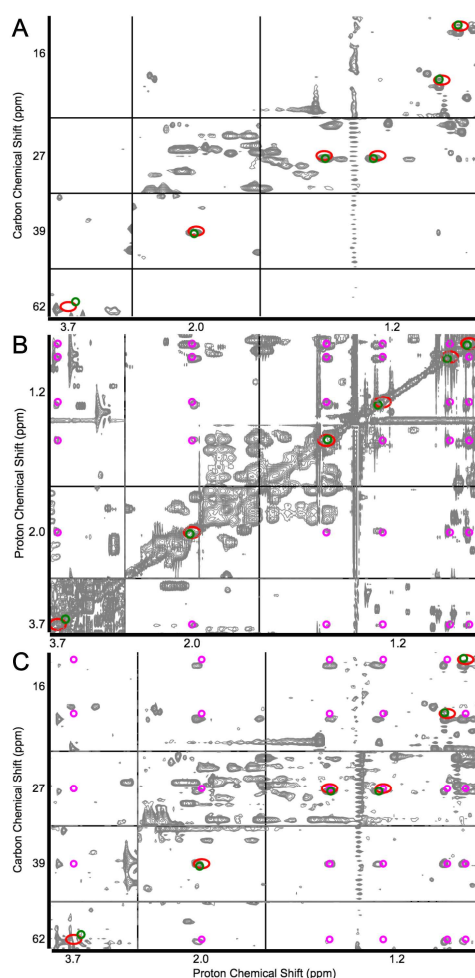 A
Carbon Chemical Shift (ppm)
16
27
39
62
3.7
2.0
1.2
B
Proton Chemical Shift (ppm)
1.2
2.0
3.7
3.7
2.0
1.2
C
Carbon Chemical Shift (ppm)
16
27
39
62
3.7
2.0
1.2
Proton Chemical Shift (ppm)